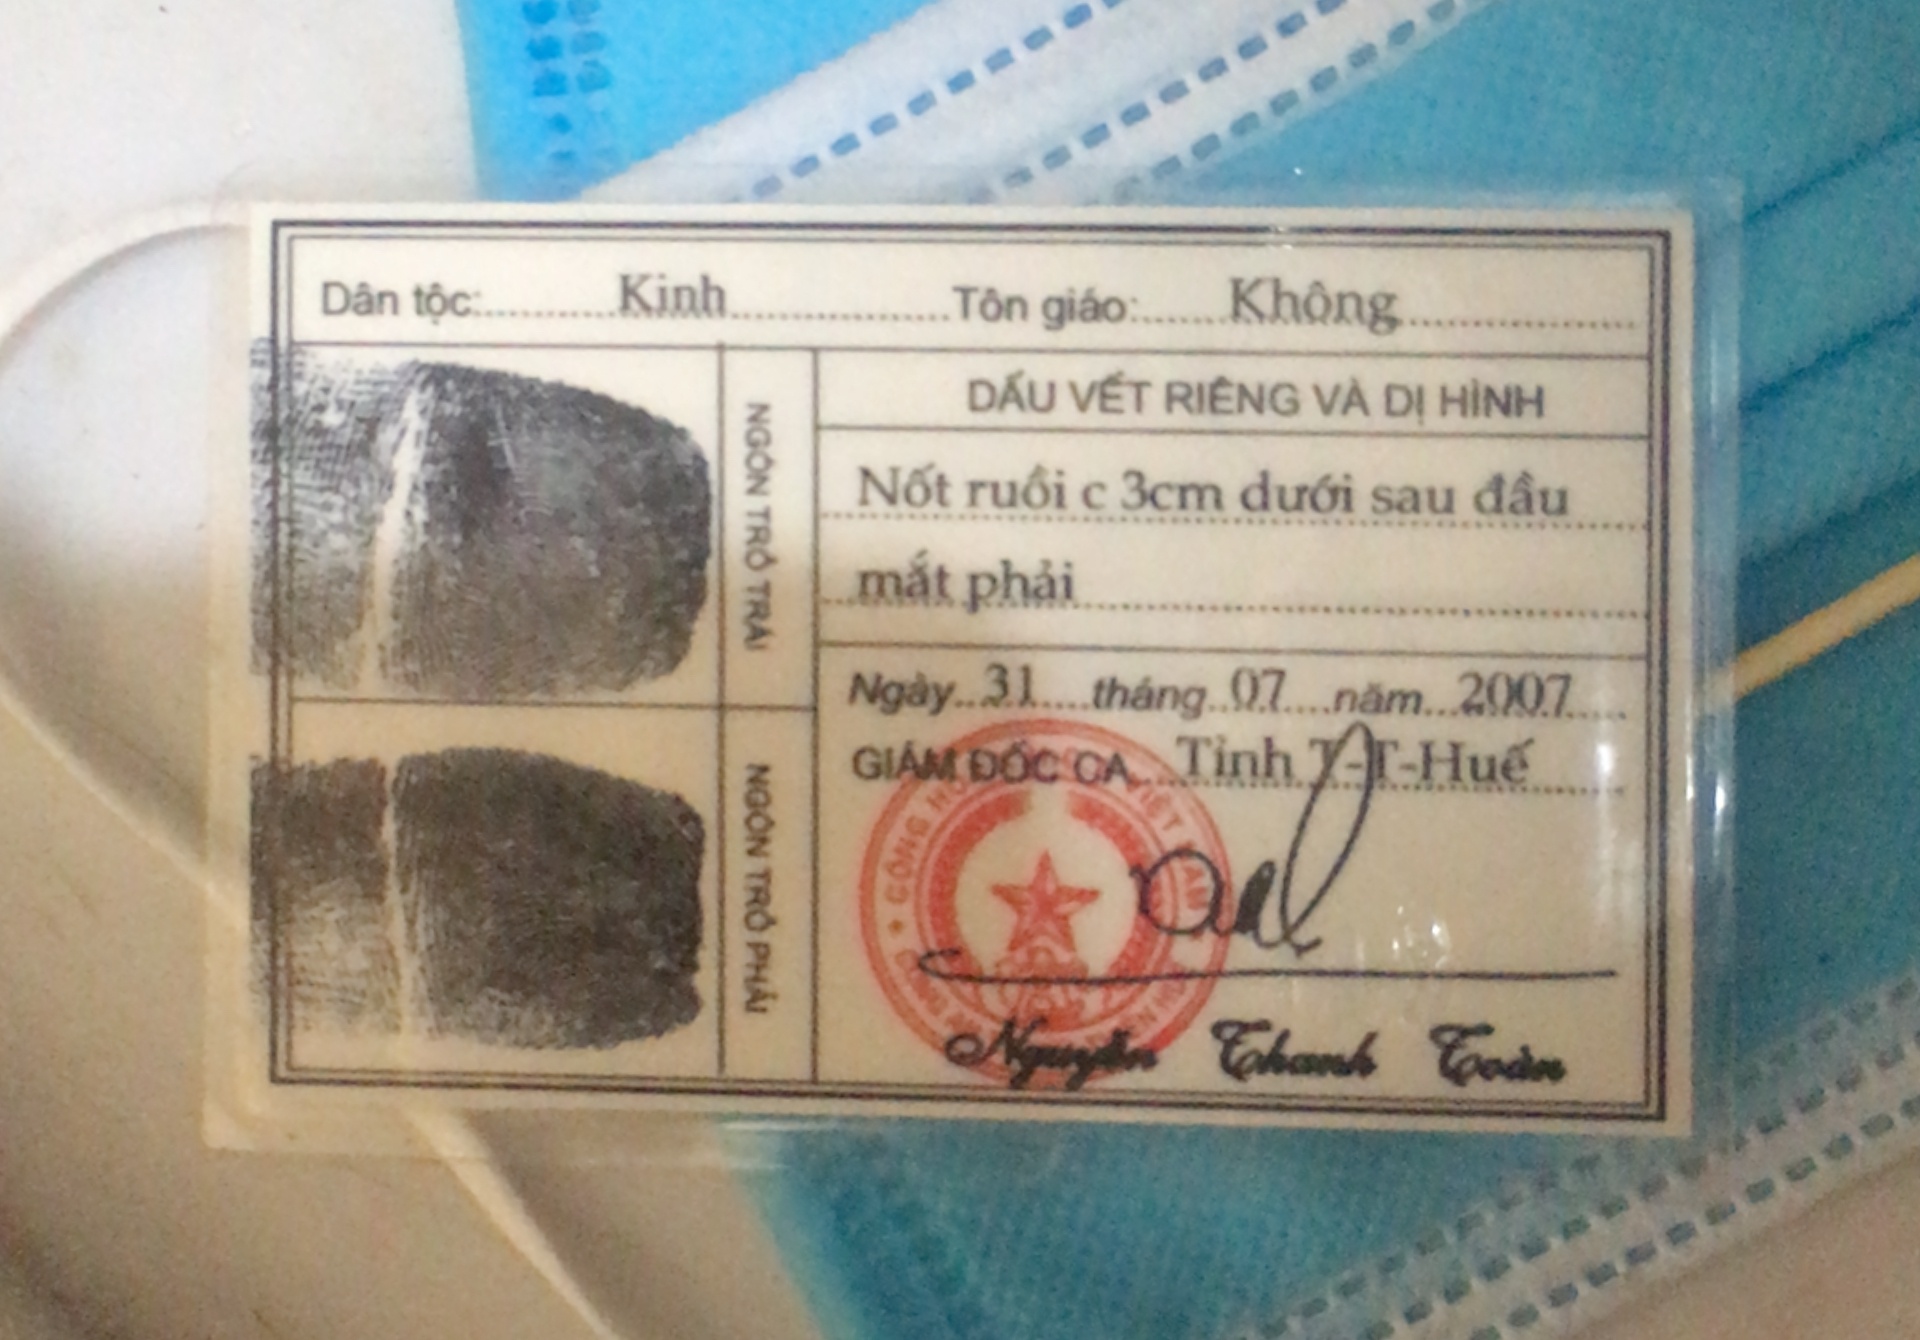 Dân tộc: Kinh Tôn giáo: Không
NGÓN TRỎ TRÁI
NGÓN TRỎ PHẢI
DẤU VẾT RIÊNG VÀ DỊ HÌNH
Nốt ruồi c 3cm dưới sau đầu
mắt phải
Ngày 31 tháng 07 năm 2007
GIÁM ĐỐC CA Tỉnh T-T-Huế
CỘNG HÒA VIỆT NAM
Nguyễn Thanh Toàn